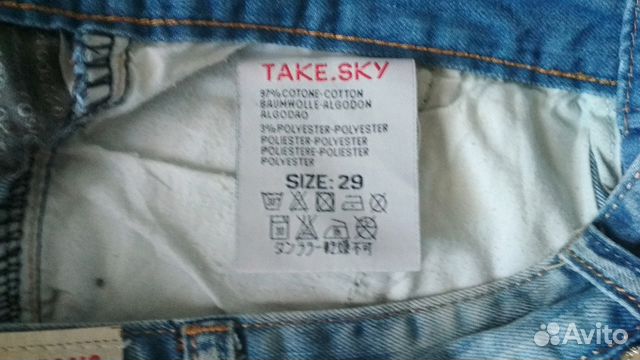 TAKE.SKY
97% COTONE-COTTON
BAUMWOLLE-ALGODON
ALGODAO
3% POLYESTER-POLYESTER
POLIESTER-POLYESTER
POLIESTERE-POLIESTER
POLYESTER
SIZE: 29
タンブラー乾燥不可
Avito